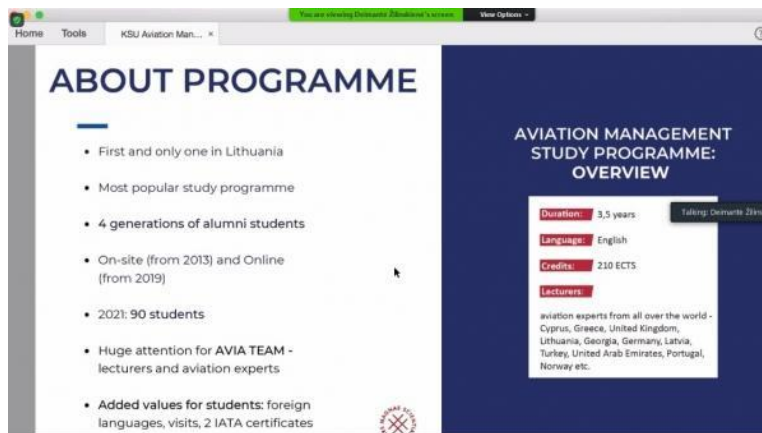 You are viewing Deimantė Žilinskienė's screen
View Options
Home Tools KSU Aviation Man... ×
ABOUT PROGRAMME
• First and only one in Lithuania
• Most popular study programme
• 4 generations of alumni students
• On-site (from 2013) and Online
(from 2019)
• 2021: 90 students
• Huge attention for AVIA TEAM -
lecturers and aviation experts
• Added values for students: foreign
languages, visits, 2 IATA certificates
AVIATION MANAGEMENT
STUDY PROGRAMME:
OVERVIEW
Duration: 3,5 years
Language: English
Credits: 210 ECTS
Lecturers:
aviation experts from all over the world -
Cyprus, Greece, United Kingdom,
Lithuania, Georgia, Germany, Latvia,
Turkey, United Arab Emirates, Portugal,
Norway etc.
Talking: Deimantė Žilins